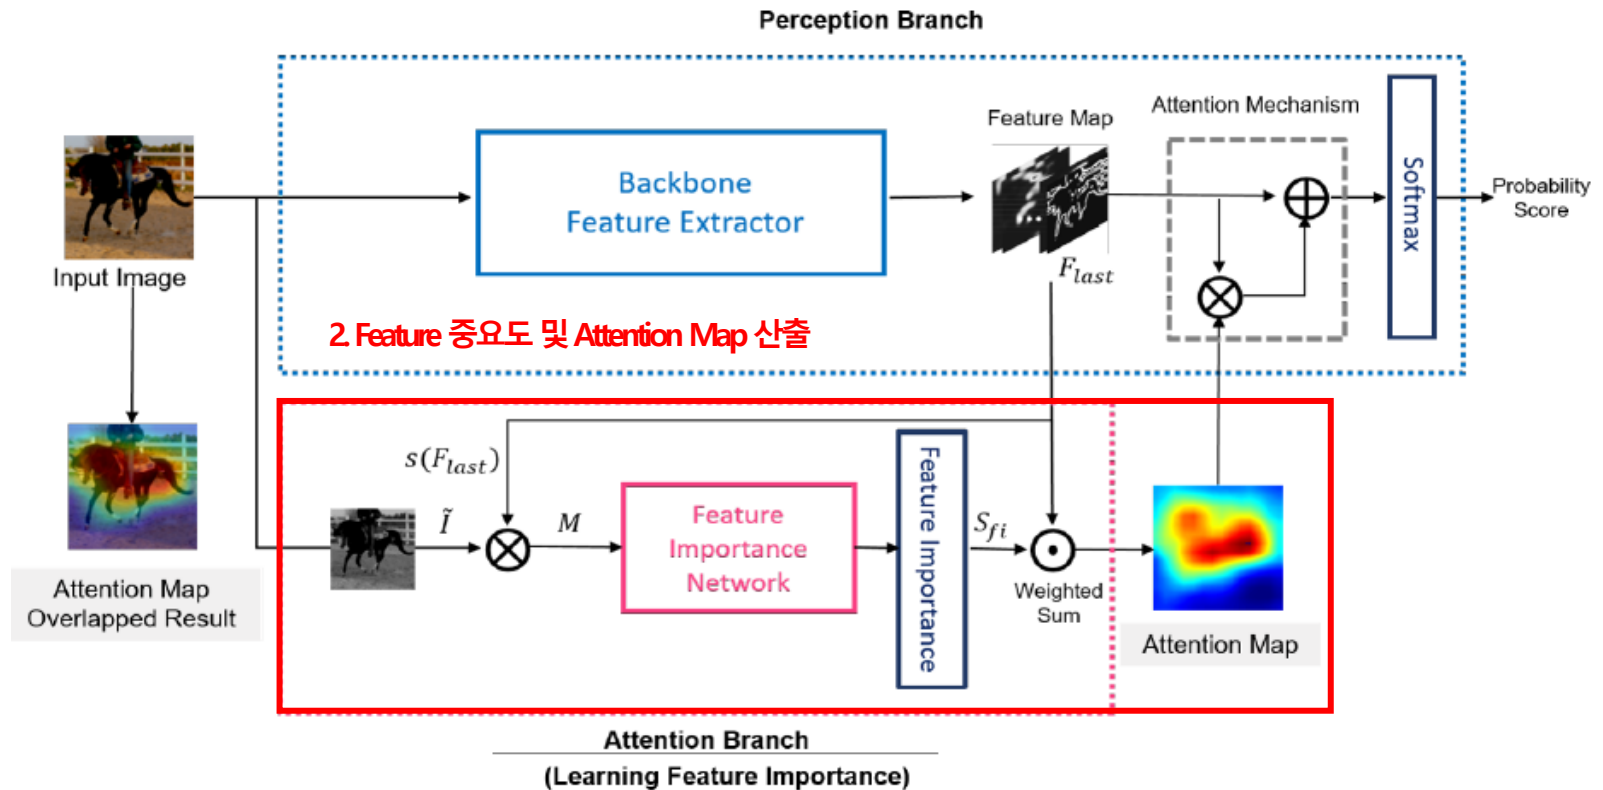 Perception Branch
Attention Mechanism
Feature Map
Backbone
Feature Extractor
Softmax
Probability
Score
Input Image
F_last
2. Feature 중요도 및 Attention Map 산출
s(F_last)
Ĩ
M
Feature
Importance
Network
Feature Importance
S_fi
Weighted
Sum
Attention Map
Overlapped Result
Attention Map
Attention Branch
(Learning Feature Importance)